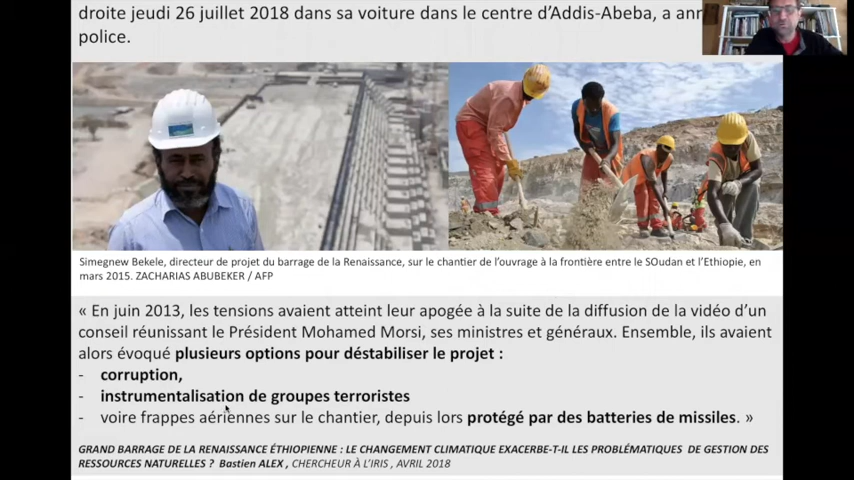 droite jeudi 26 juillet 2018 dans sa voiture dans le centre d'Addis-Abeba, a
police.
Simegnew Bekele, directeur de projet du barrage de la Renaissance, sur le chantier de l'ouvrage à la frontière entre le SOudan et l'Ethiopie, en
mars 2015. ZACHARIAS ABUBEKER / AFP
« En juin 2013, les tensions avaient atteint leur apogée à la suite de la diffusion de la vidéo d'un
conseil réunissant le Président Mohamed Morsi, ses ministres et généraux. Ensemble, ils avaient
alors évoqué plusieurs options pour déstabiliser le projet :
- corruption,
- instrumentalisation de groupes terroristes
- voire frappes aériennes sur le chantier, depuis lors protégé par des batteries de missiles. »
GRAND BARRAGE DE LA RENAISSANCE ÉTHIOPIENNE : LE CHANGEMENT CLIMATIQUE EXACERBE-T-IL LES PROBLÉMATIQUES DE GESTION DES
RESSOURCES NATURELLES ? Bastien ALEX , CHERCHEUR À L'IRIS , AVRIL 2018